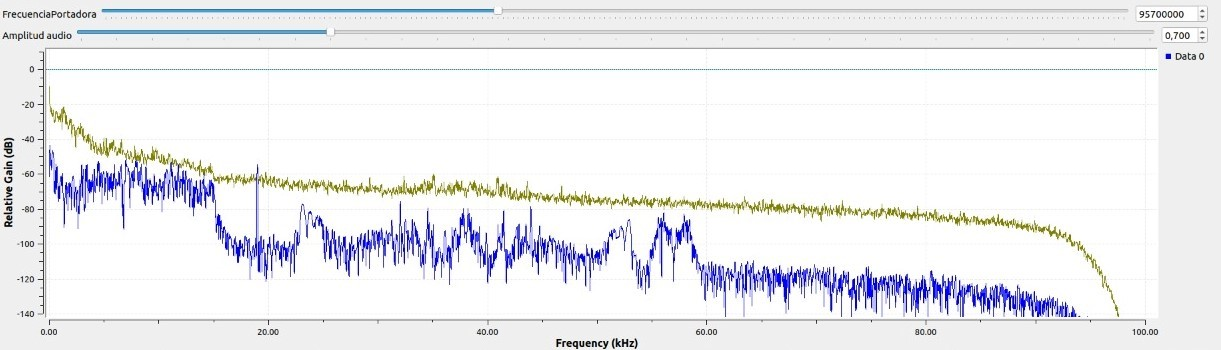 FrecuenciaPortadora 95700000
Amplitud audio 0,700
Data 0
Relative Gain (dB)
0
-20
-40
-60
-80
-100
-120
-140
0.00 20.00 40.00 60.00 80.00 100.00
Frequency (kHz)